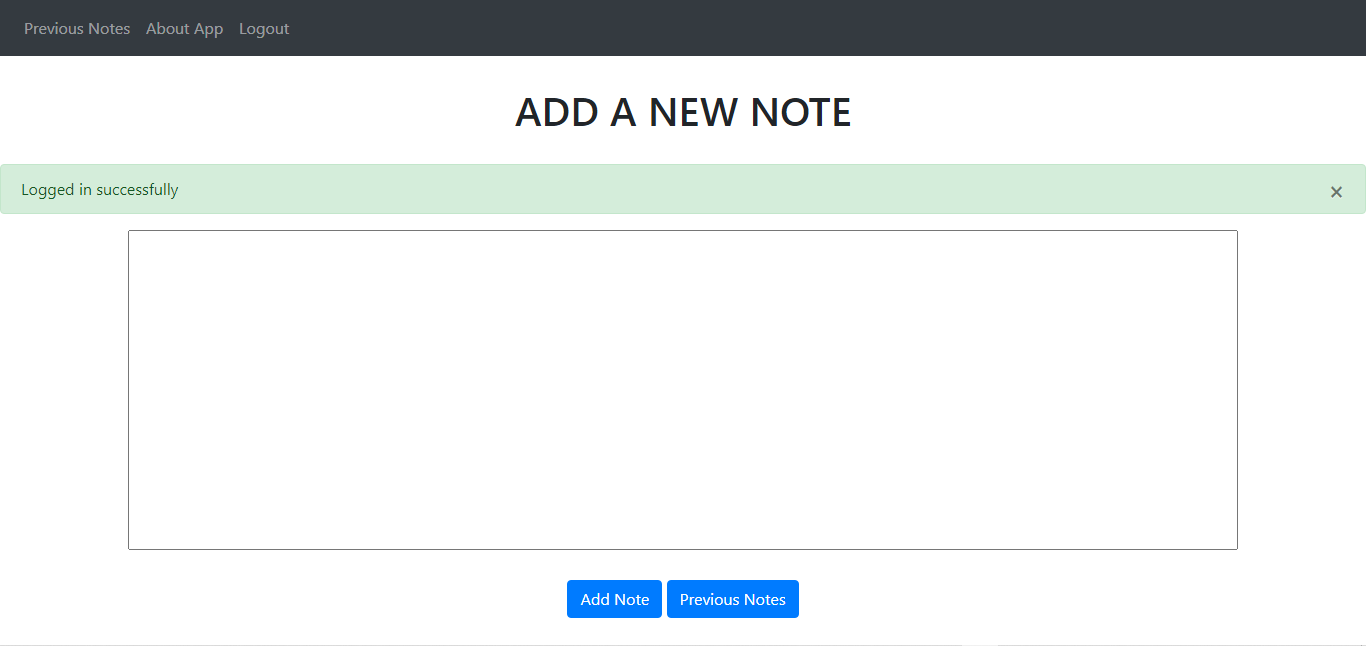 Previous Notes About App Logout
ADD A NEW NOTE
Logged in successfully ×
Add Note Previous Notes